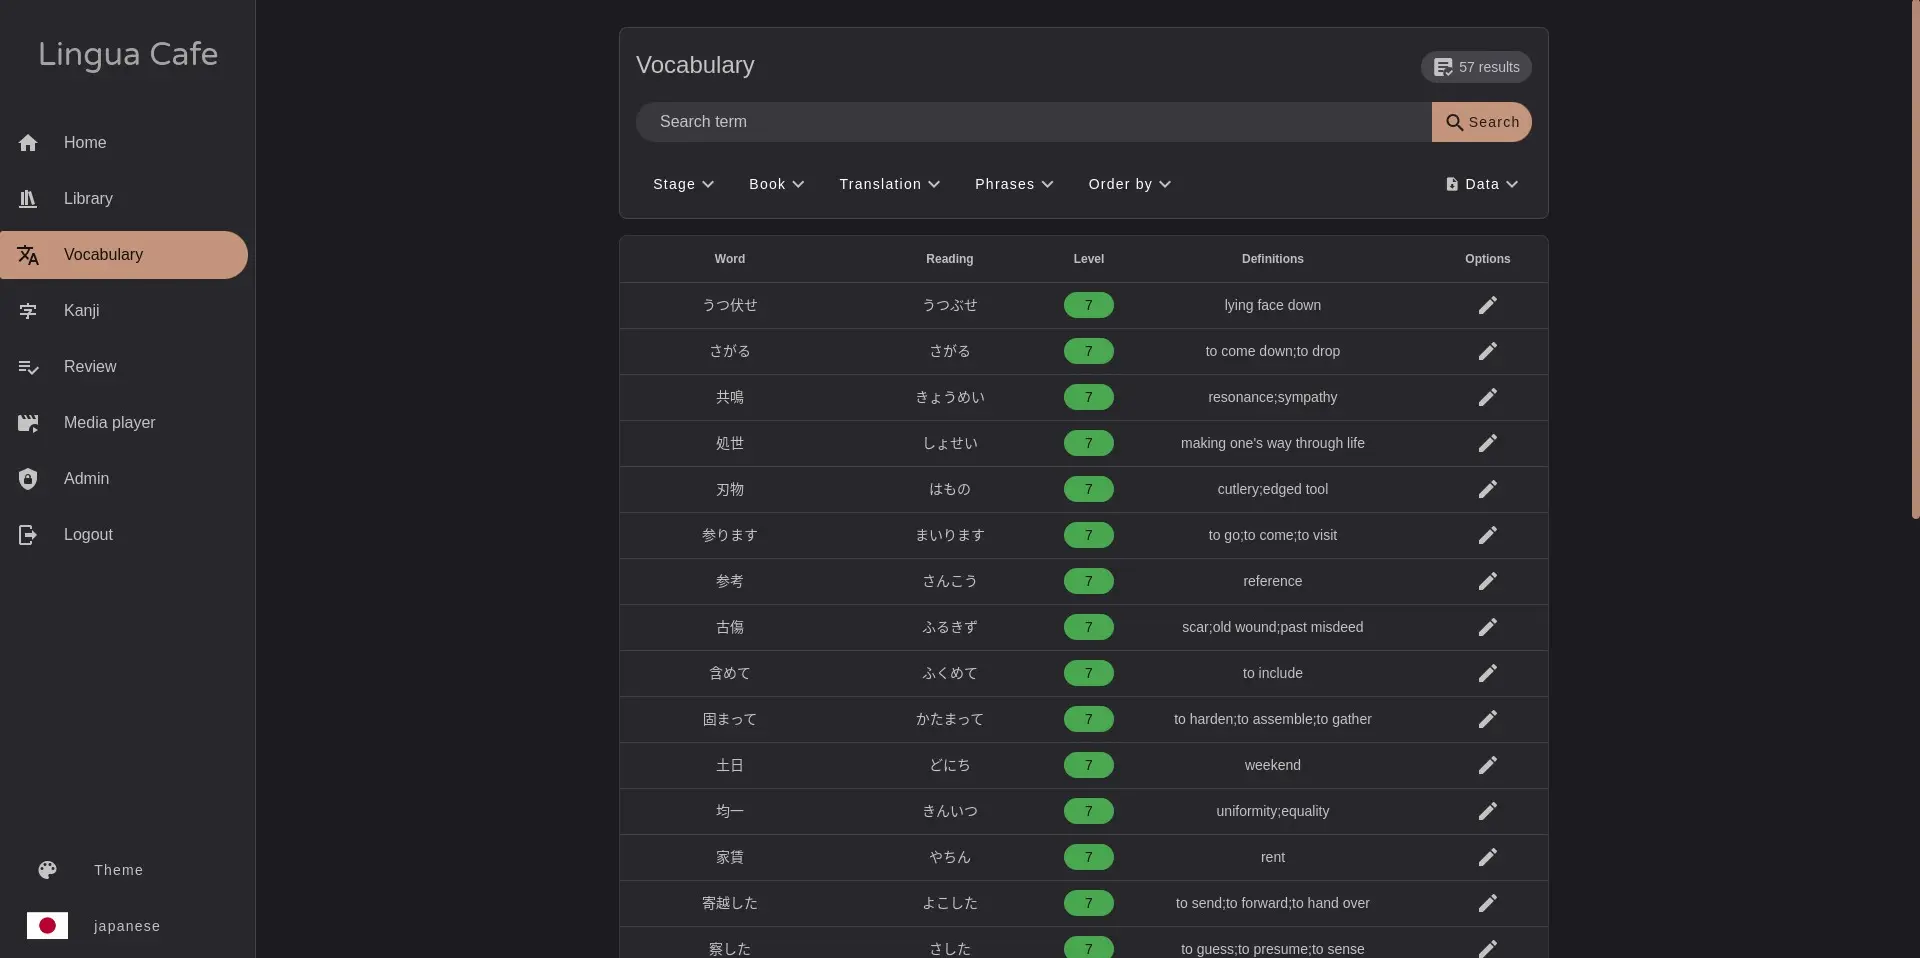 Lingua Cafe
Home
Library
Vocabulary
Kanji
Review
Media player
Admin
Logout
Theme
japanese
Vocabulary
57 results
Search term
Search
Stage Book Translation Phrases Order by Data
Word Reading Level Definitions Options
うつ伏せ うつぶせ 7 lying face down
さがる さがる 7 to come down;to drop
共鳴 きょうめい 7 resonance;sympathy
処世 しょせい 7 making one's way through life
刃物 はもの 7 cutlery;edged tool
参ります まいります 7 to go;to come;to visit
参考 さんこう 7 reference
古傷 ふるきず 7 scar;old wound;past misdeed
含めて ふくめて 7 to include
固まって かたまって 7 to harden;to assemble;to gather
土日 どにち 7 weekend
均一 きんいつ 7 uniformity;equality
家賃 やちん 7 rent
寄越した よこした 7 to send;to forward;to hand over
察した さした 7 to guess;to presume;to sense